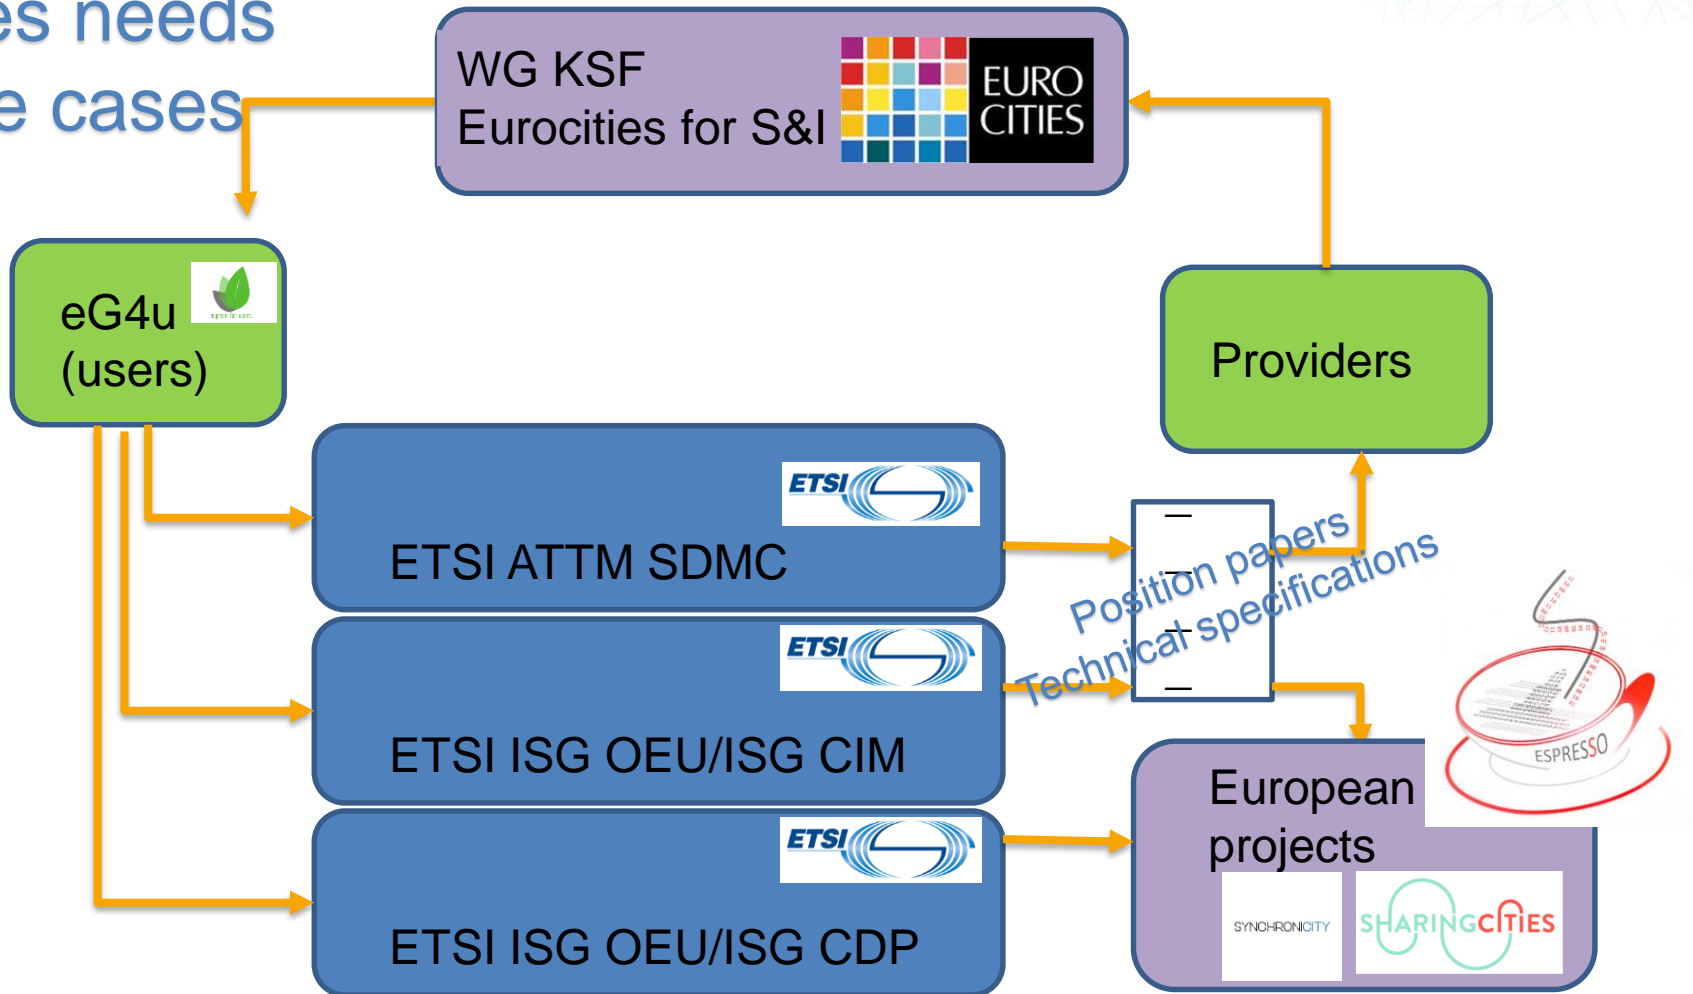 es needs
e cases
WG KSF
Eurocities for S&I
EURO
CITIES
eG4u
(users)
Providers
ETSI
ETSI ATTM SDMC
Position papers
Technical specifications
ETSI
ETSI ISG OEU/ISG CIM
ESPRESSO
ETSI
ETSI ISG OEU/ISG CDP
European
projects
SYNCHRONICITY
SHARINGCITIES